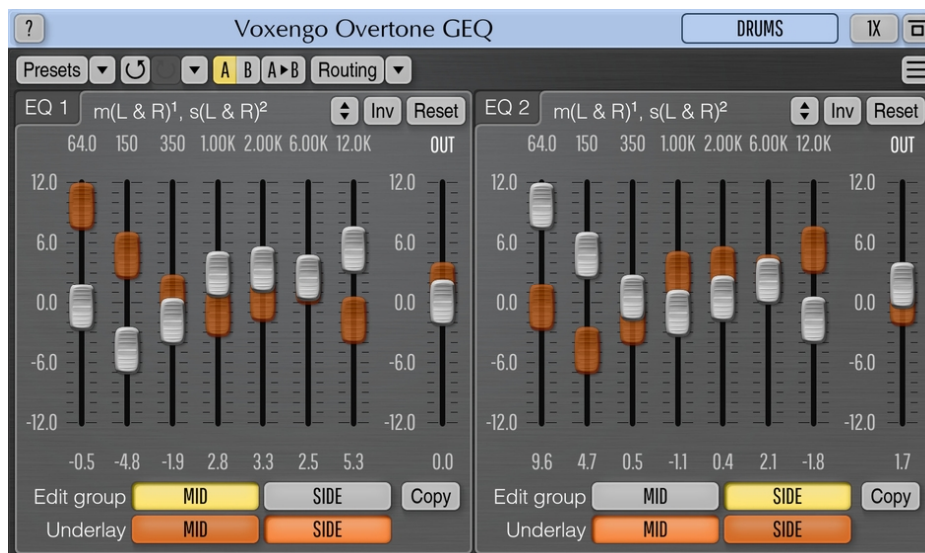 ? Voxengo Overtone GEQ DRUMS 1X
Presets A B A▸B Routing
EQ 1 m(L & R)¹, s(L & R)² Inv Reset
EQ 2 m(L & R)¹, s(L & R)² Inv Reset
64.0 150 350 1.00K 2.00K 6.00K 12.0K OUT
64.0 150 350 1.00K 2.00K 6.00K 12.0K OUT
12.0 12.0 12.0 12.0
6.0 6.0 6.0 6.0
0.0 0.0 0.0 0.0
-6.0 -6.0 -6.0 -6.0
-12.0 -12.0 -12.0 -12.0
-0.5 -4.8 -1.9 2.8 3.3 2.5 5.3 0.0
9.6 4.7 0.5 -1.1 0.4 2.1 -1.8 1.7
Edit group MID SIDE Copy
Edit group MID SIDE Copy
Underlay MID SIDE
Underlay MID SIDE